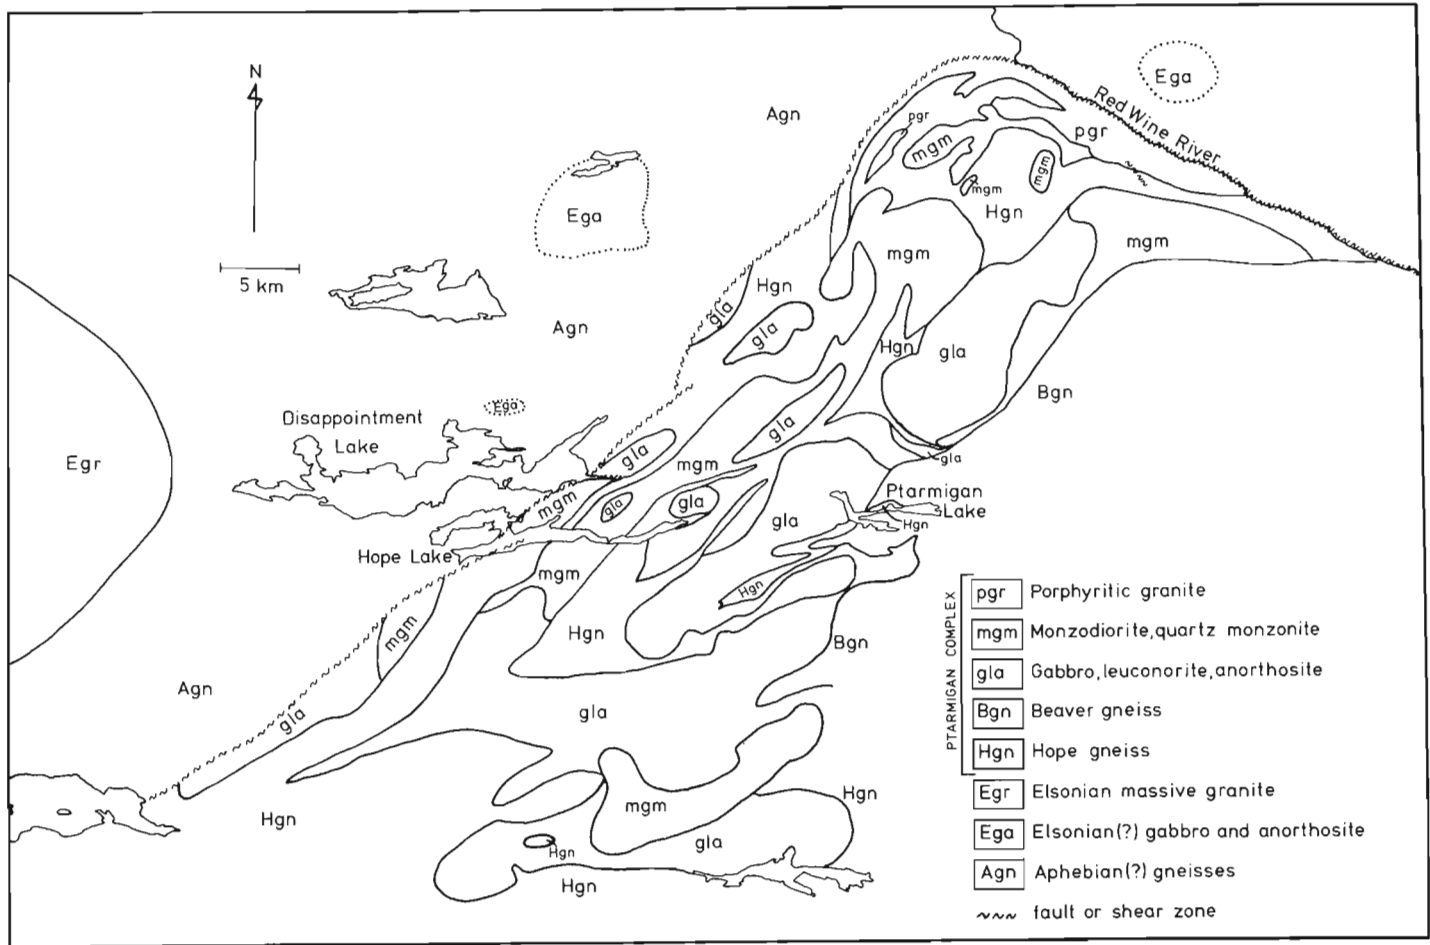 N
5 km
Agn
Ega
Red Wine River
pgr
pgr
mgm
mgm
mgm
Hgn
Ega
mgm
mgm
Hgn
gla
gla
Agn
Hgn
gla
Bgn
Ega
Disappointment
Lake
Egr
gla
gla
mgm
gla
mgm
gla
gla
gla
Ptarmigan
Lake
Hgn
Hope Lake
mgm
Hgn
mgm
Hgn
Bgn
Agn
gla
gla
mgm
Hgn
Hgn
gla
Hgn
Hgn
PTARMIGAN COMPLEX
pgr Porphyritic granite
mgm Monzodiorite, quartz monzonite
gla Gabbro, leuconorite, anorthosite
Bgn Beaver gneiss
Hgn Hope gneiss
Egr Elsonian massive granite
Ega Elsonian(?) gabbro and anorthosite
Agn Aphebian(?) gneisses
fault or shear zone